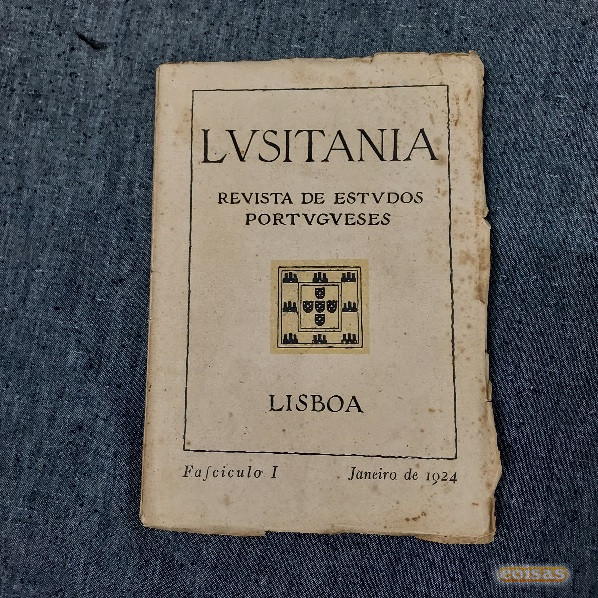 LVSITANIA
REVISTA DE ESTVDOS
PORTVGVESES
LISBOA
Faſciculo I Janeiro de 1924
coisas